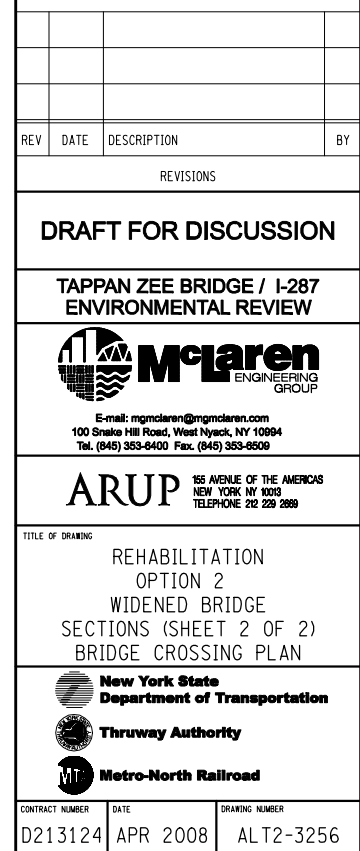 REV DATE DESCRIPTION BY
REVISIONS
DRAFT FOR DISCUSSION
TAPPAN ZEE BRIDGE / I-287
ENVIRONMENTAL REVIEW
McLaren
ENGINEERING
GROUP
E-mail: mgmclaren@mgmclaren.com
100 Snake Hill Road, West Nyack, NY 10994
Tel. (845) 353-6400 Fax. (845) 353-6509
ARUP
155 AVENUE OF THE AMERICAS
NEW YORK NY 10013
TELEPHONE 212 229 2669
TITLE OF DRAWING
REHABILITATION
OPTION 2
WIDENED BRIDGE
SECTIONS (SHEET 2 OF 2)
BRIDGE CROSSING PLAN
New York State
Department of Transportation
Thruway Authority
Metro-North Railroad
CONTRACT NUMBER DATE DRAWING NUMBER
D213124 APR 2008 ALT2-3256